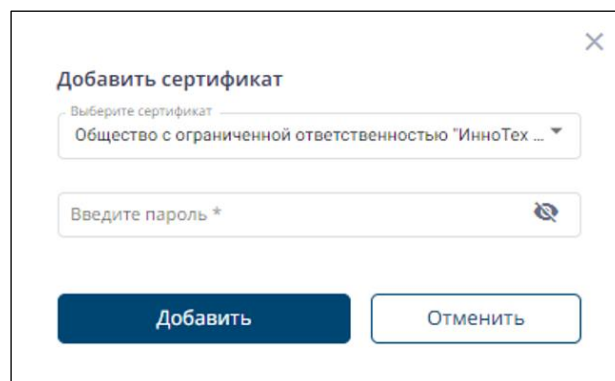 Добавить сертификат
Выберите сертификат
Общество с ограниченной ответственностью "ИнноТех ...
Введите пароль *
Добавить
Отменить